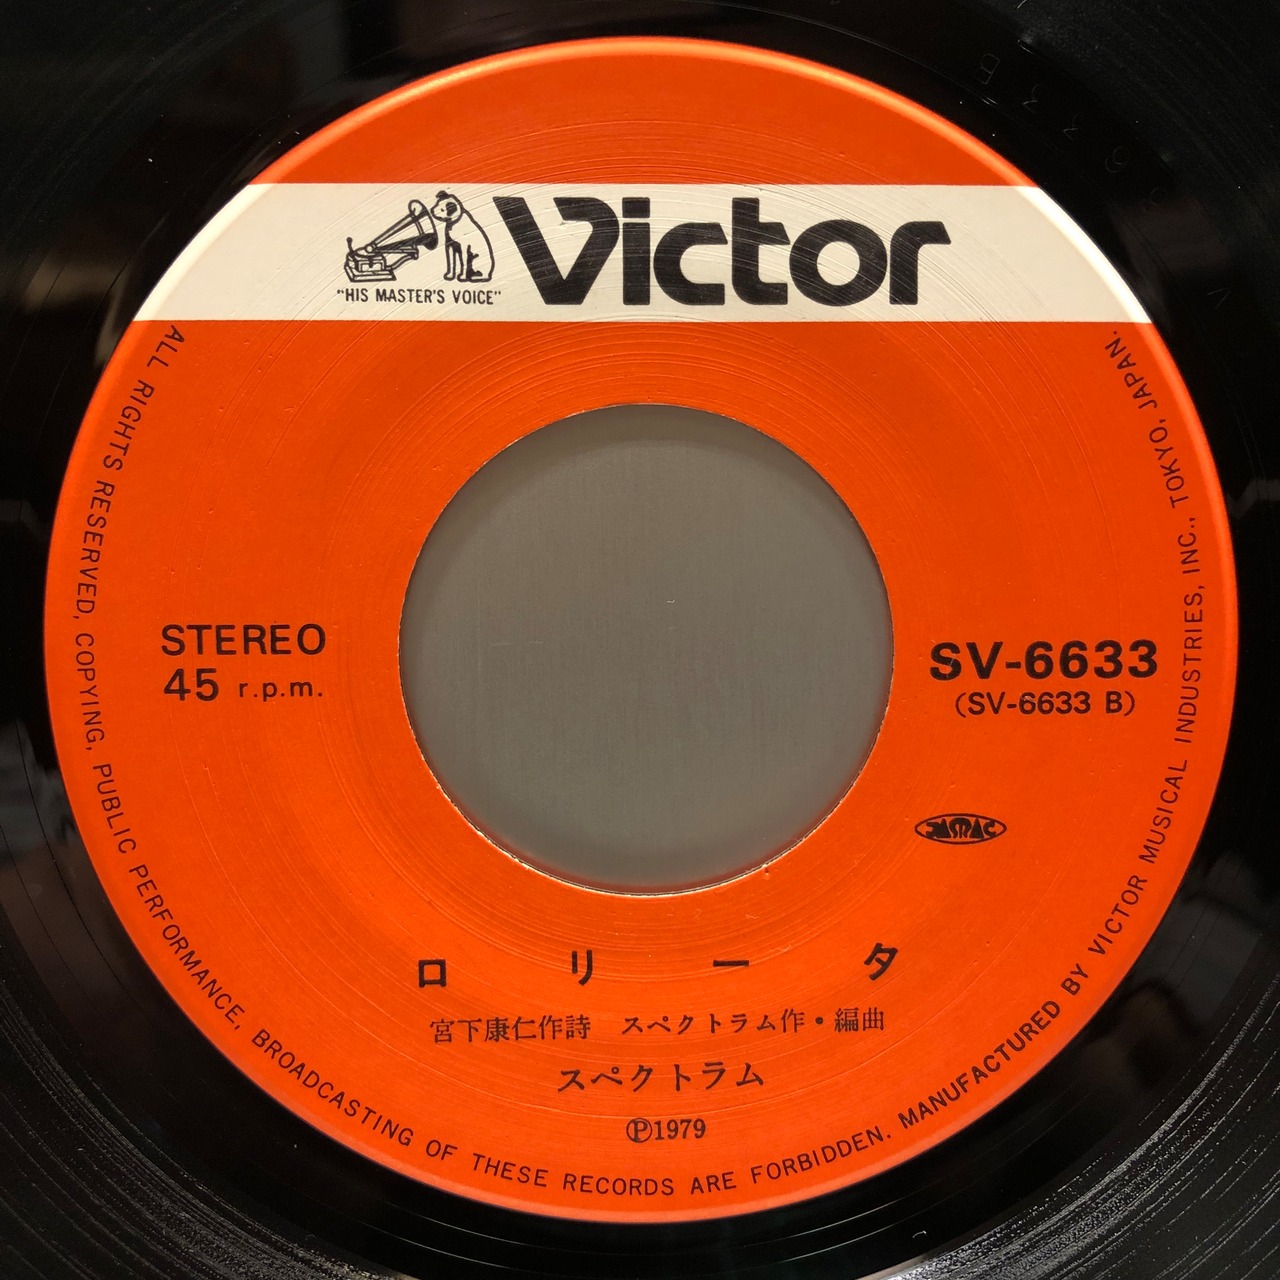 Victor
"HIS MASTER'S VOICE"
STEREO
45 r.p.m.
SV-6633
(SV-6633 B)
JASRAC
ロリータ
宮下康仁作詩　スペクトラム作・編曲
スペクトラム
Ⓟ1979
ALL RIGHTS RESERVED, COPYING, PUBLIC PERFORMANCE, BROADCASTING OF THESE RECORDS ARE FORBIDDEN. MANUFACTURED BY VICTOR MUSICAL INDUSTRIES, INC., TOKYO, JAPAN.